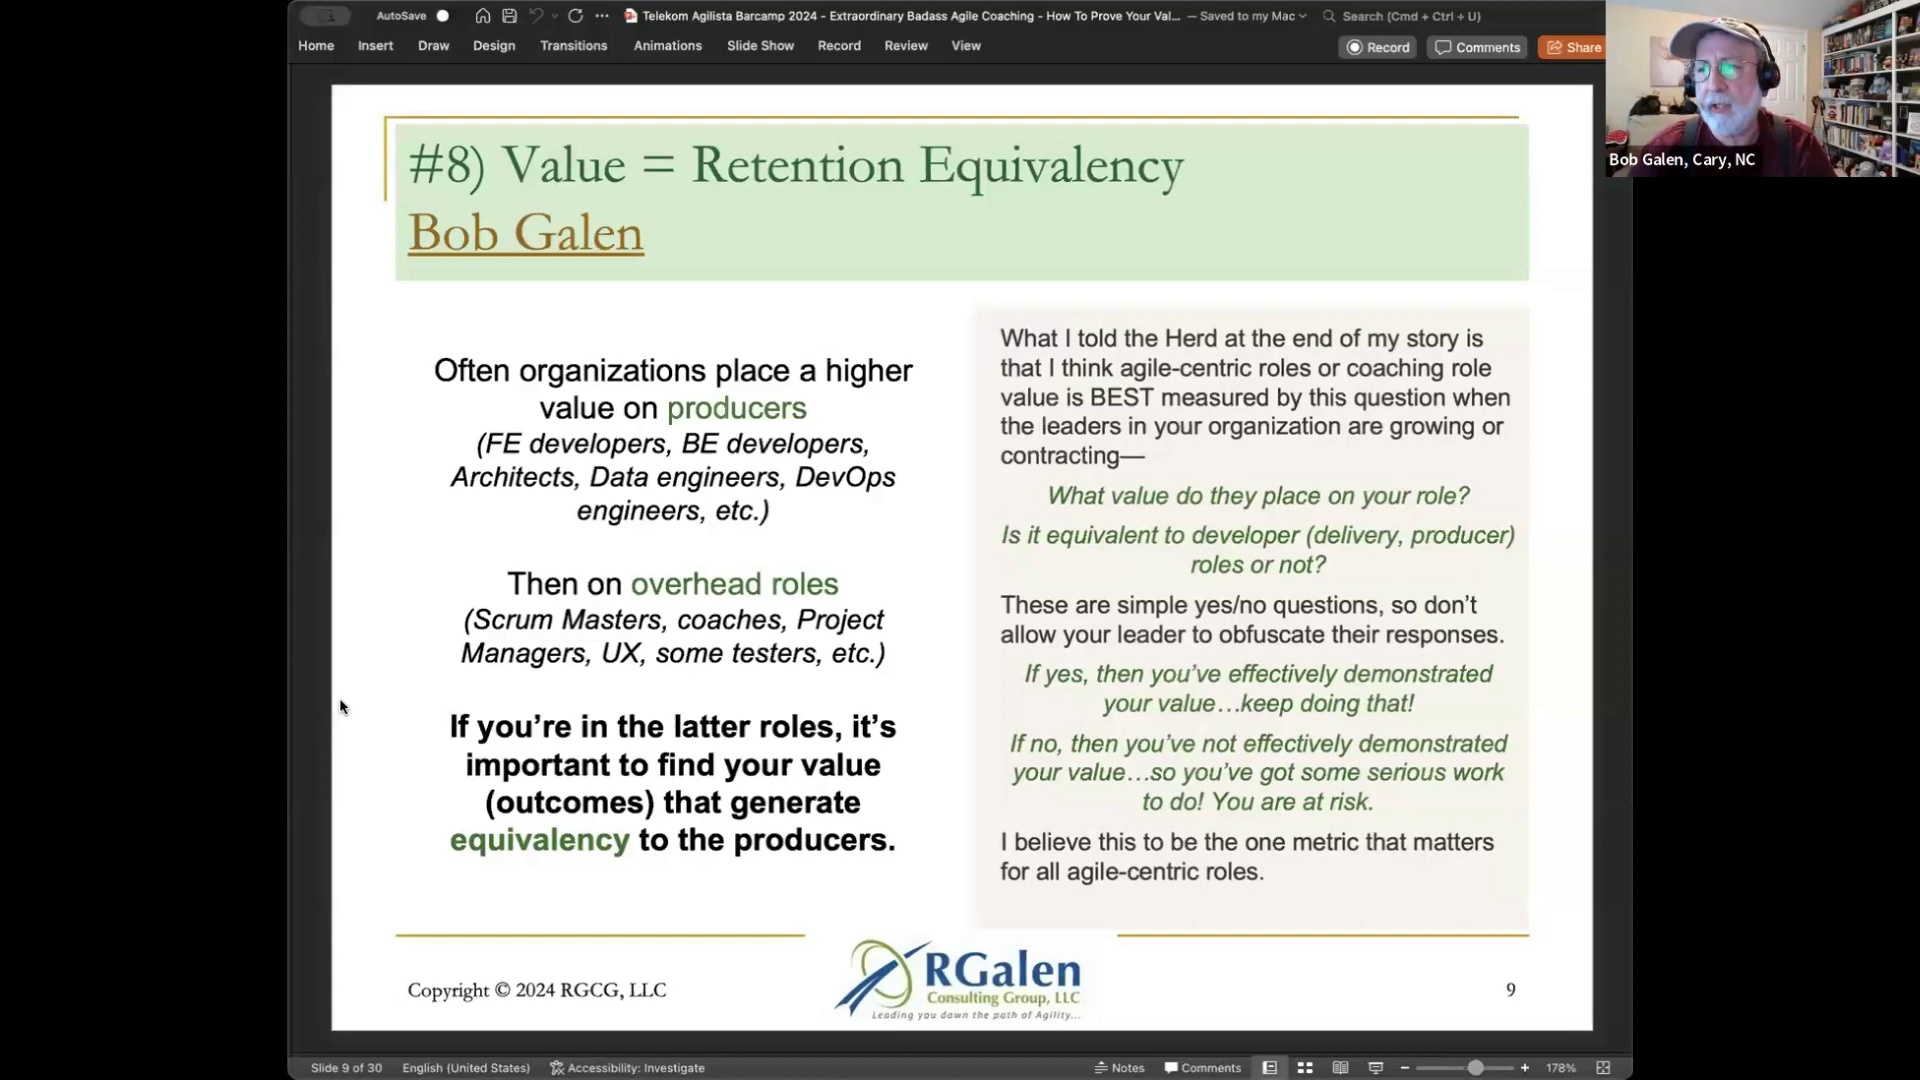 AutoSave
Telekom Agilista Barcamp 2024 - Extraordinary Badass Agile Coaching - How To Prove Your Val... — Saved to my Mac
Search (Cmd + Ctrl + U)
Home Insert Draw Design Transitions Animations Slide Show Record Review View
Record Comments Share
Bob Galen, Cary, NC
#8) Value = Retention Equivalency
Bob Galen
Often organizations place a higher
value on producers
(FE developers, BE developers,
Architects, Data engineers, DevOps
engineers, etc.)
Then on overhead roles
(Scrum Masters, coaches, Project
Managers, UX, some testers, etc.)
If you're in the latter roles, it's
important to find your value
(outcomes) that generate
equivalency to the producers.
What I told the Herd at the end of my story is
that I think agile-centric roles or coaching role
value is BEST measured by this question when
the leaders in your organization are growing or
contracting—
What value do they place on your role?
Is it equivalent to developer (delivery, producer)
roles or not?
These are simple yes/no questions, so don't
allow your leader to obfuscate their responses.
If yes, then you've effectively demonstrated
your value…keep doing that!
If no, then you've not effectively demonstrated
your value…so you've got some serious work
to do! You are at risk.
I believe this to be the one metric that matters
for all agile-centric roles.
Copyright © 2024 RGCG, LLC
RGalen
Consulting Group, LLC
Leading you down the path of Agility...
9
Slide 9 of 30 English (United States) Accessibility: Investigate
Notes Comments 178%